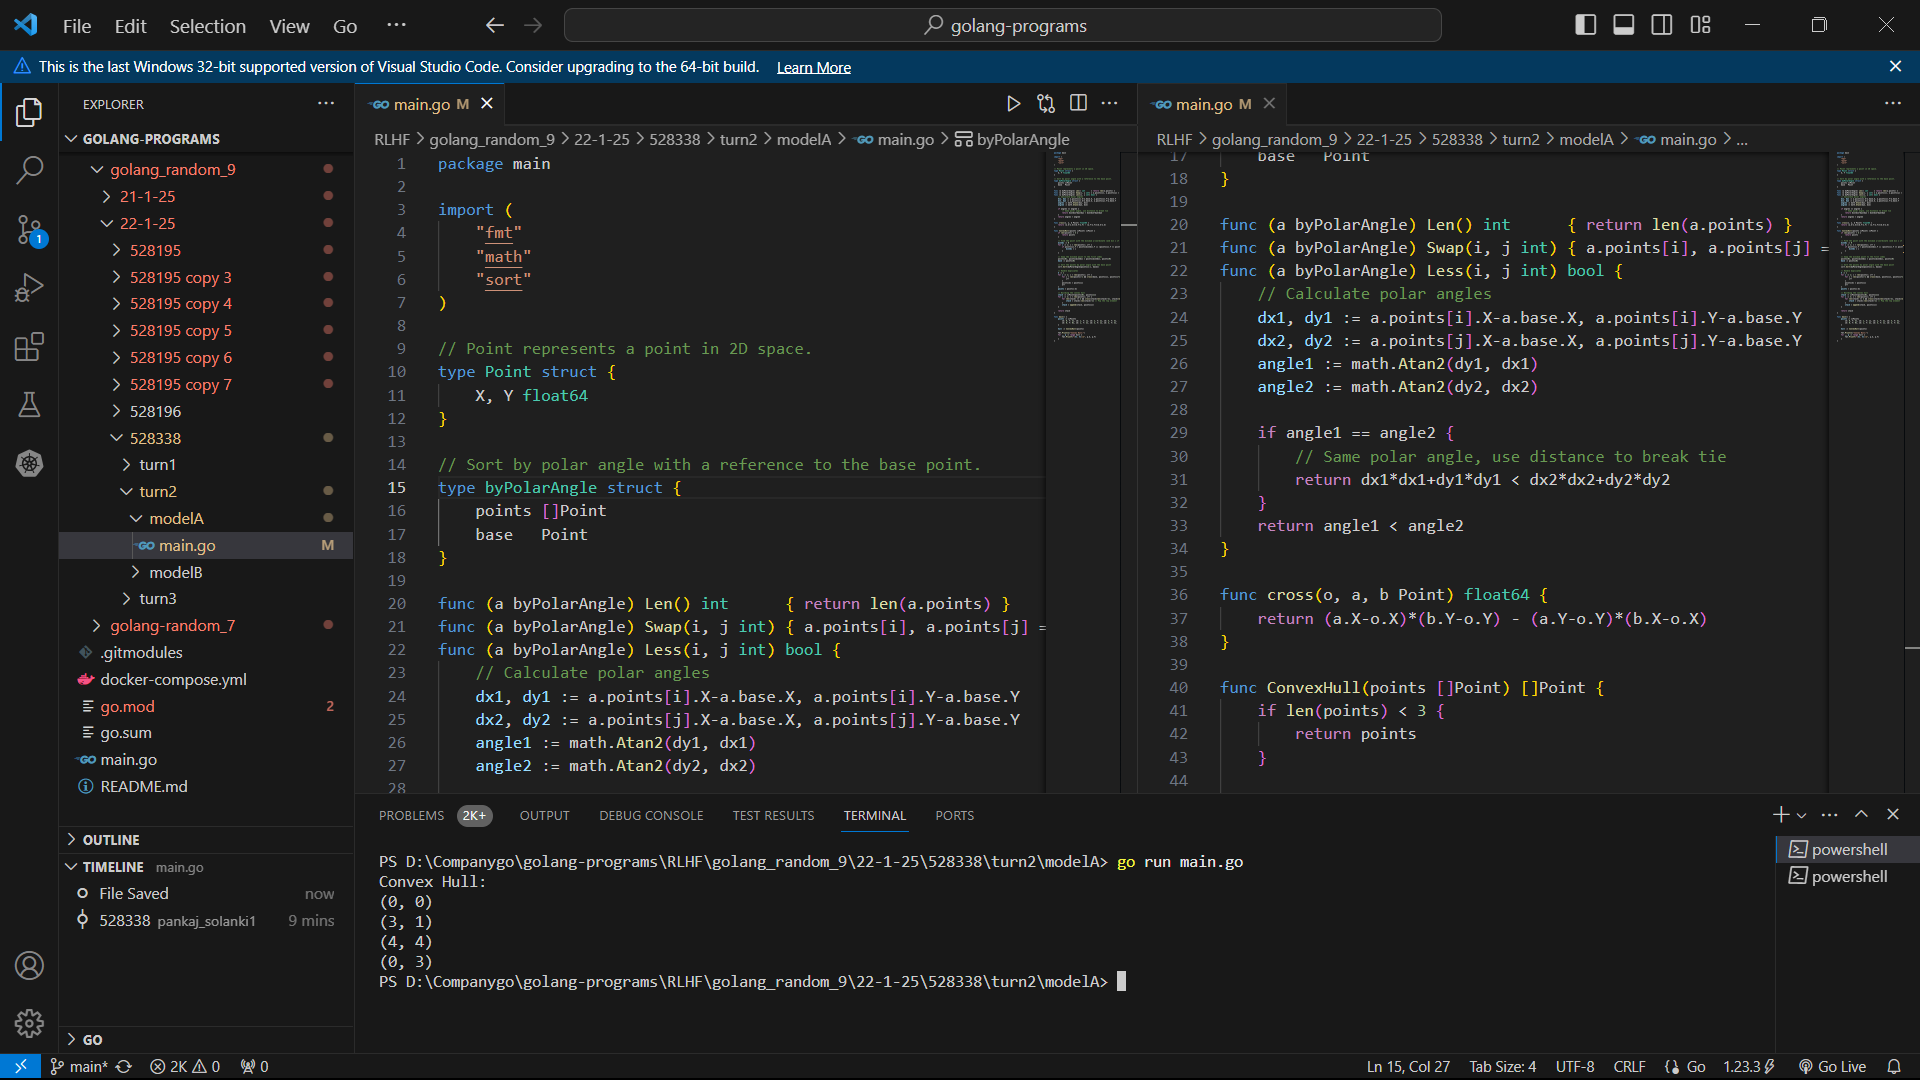 File Edit Selection View Go ···
golang-programs
This is the last Windows 32-bit supported version of Visual Studio Code. Consider upgrading to the 64-bit build. Learn More
EXPLORER
GOLANG-PROGRAMS
golang_random_9
21-1-25
22-1-25
528195
528195 copy 3
528195 copy 4
528195 copy 5
528195 copy 6
528195 copy 7
528196
528338
turn1
turn2
modelA
main.go M
modelB
turn3
golang-random_7
.gitmodules
docker-compose.yml
go.mod 2
go.sum
main.go
README.md
OUTLINE
TIMELINE main.go
File Saved now
528338 pankaj_solanki1 9 mins
GO
1
main.go M
RLHF > golang_random_9 > 22-1-25 > 528338 > turn2 > modelA > main.go > byPolarAngle
1 package main
2
3 import (
4 "fmt"
5 "math"
6 "sort"
7 )
8
9 // Point represents a point in 2D space.
10 type Point struct {
11 X, Y float64
12 }
13
14 // Sort by polar angle with a reference to the base point.
15 type byPolarAngle struct {
16 points []Point
17 base Point
18 }
19
20 func (a byPolarAngle) Len() int { return len(a.points) }
21 func (a byPolarAngle) Swap(i, j int) { a.points[i], a.points[j] =
22 func (a byPolarAngle) Less(i, j int) bool {
23 // Calculate polar angles
24 dx1, dy1 := a.points[i].X-a.base.X, a.points[i].Y-a.base.Y
25 dx2, dy2 := a.points[j].X-a.base.X, a.points[j].Y-a.base.Y
26 angle1 := math.Atan2(dy1, dx1)
27 angle2 := math.Atan2(dy2, dx2)
28
main.go M
RLHF > golang_random_9 > 22-1-25 > 528338 > turn2 > modelA > main.go > ...
17 base Point
18 }
19
20 func (a byPolarAngle) Len() int { return len(a.points) }
21 func (a byPolarAngle) Swap(i, j int) { a.points[i], a.points[j] =
22 func (a byPolarAngle) Less(i, j int) bool {
23 // Calculate polar angles
24 dx1, dy1 := a.points[i].X-a.base.X, a.points[i].Y-a.base.Y
25 dx2, dy2 := a.points[j].X-a.base.X, a.points[j].Y-a.base.Y
26 angle1 := math.Atan2(dy1, dx1)
27 angle2 := math.Atan2(dy2, dx2)
28
29 if angle1 == angle2 {
30 // Same polar angle, use distance to break tie
31 return dx1*dx1+dy1*dy1 < dx2*dx2+dy2*dy2
32 }
33 return angle1 < angle2
34 }
35
36 func cross(o, a, b Point) float64 {
37 return (a.X-o.X)*(b.Y-o.Y) - (a.Y-o.Y)*(b.X-o.X)
38 }
39
40 func ConvexHull(points []Point) []Point {
41 if len(points) < 3 {
42 return points
43 }
44
PROBLEMS 2K+ OUTPUT DEBUG CONSOLE TEST RESULTS TERMINAL PORTS
PS D:\Companygo\golang-programs\RLHF\golang_random_9\22-1-25\528338\turn2\modelA> go run main.go
Convex Hull:
(0, 0)
(3, 1)
(4, 4)
(0, 3)
PS D:\Companygo\golang-programs\RLHF\golang_random_9\22-1-25\528338\turn2\modelA>
powershell
powershell
main* 2K 0 0 Ln 15, Col 27 Tab Size: 4 UTF-8 CRLF Go 1.23.3 Go Live